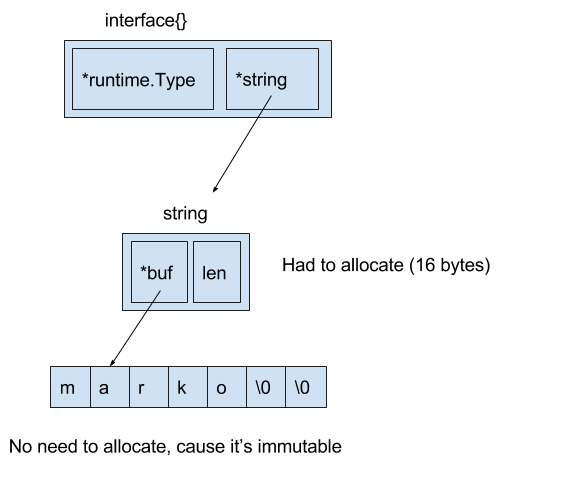 interface{}
*runtime.Type *string
string
*buf len
Had to allocate (16 bytes)
m a r k o \0 \0
No need to allocate, cause it's immutable